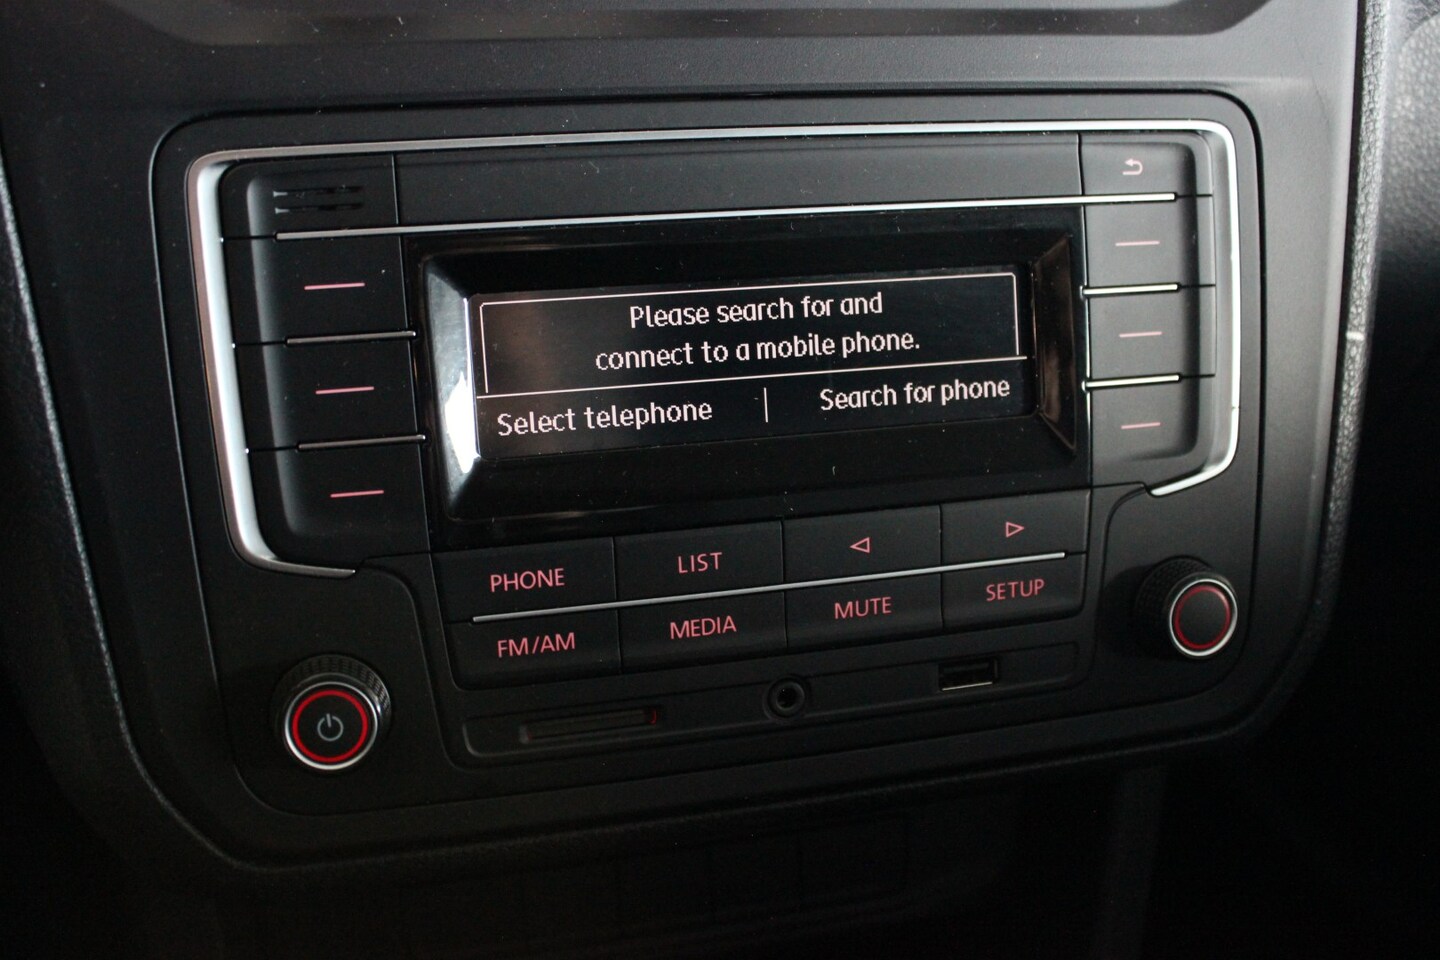 Please search for and
connect to a mobile phone.
Select telephone | Search for phone
PHONE LIST
FM/AM MEDIA MUTE SETUP